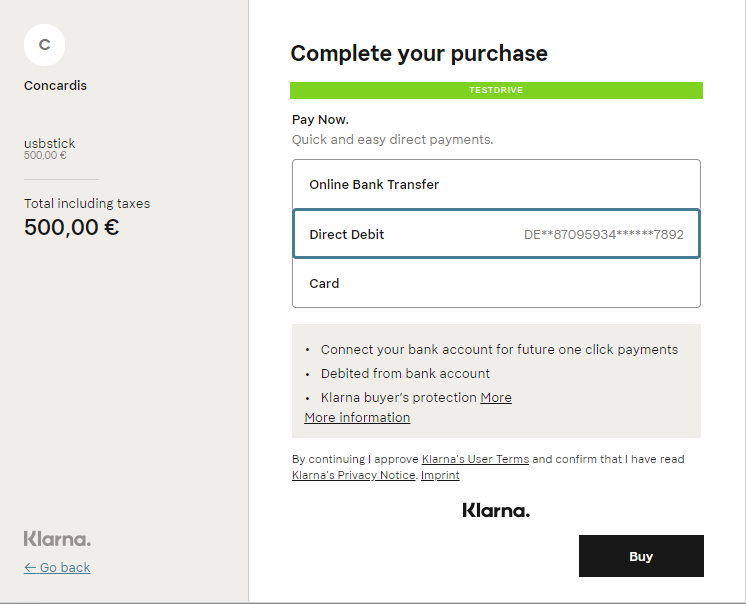 C
Concardis
usbstick
500,00 €
Total including taxes
500,00 €
Klarna.
← Go back
Complete your purchase
TESTDRIVE
Pay Now.
Quick and easy direct payments.
Online Bank Transfer
Direct Debit DE**87095934******7892
Card
• Connect your bank account for future one click payments
• Debited from bank account
• Klarna buyer's protection More
More information
By continuing I approve Klarna's User Terms and confirm that I have read
Klarna's Privacy Notice. Imprint
Klarna.
Buy